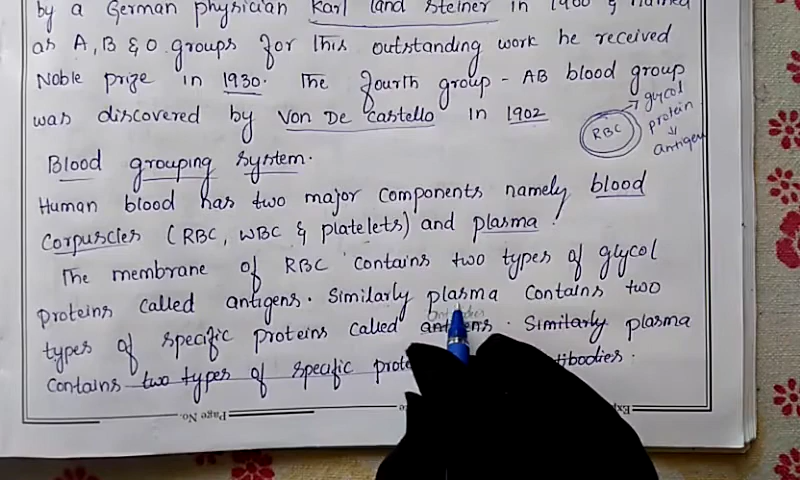 by a German physician Karl land steiner in 1900 & named
as A, B & O groups for this outstanding work he received
Noble prize in 1930. The fourth group - AB blood group
was discovered by Von De Castello in 1902
RBC
glycol
protein
antigen
Blood grouping system.
Human blood has two major components namely blood
Corpuscles (RBC, WBC & platelets) and plasma.
The membrane of RBC contains two types of glycol
proteins called antigens. Similarly plasma contains two
types of specific proteins called antigens. Similarly plasma
contains two types of specific prote tibodies.
Page No.